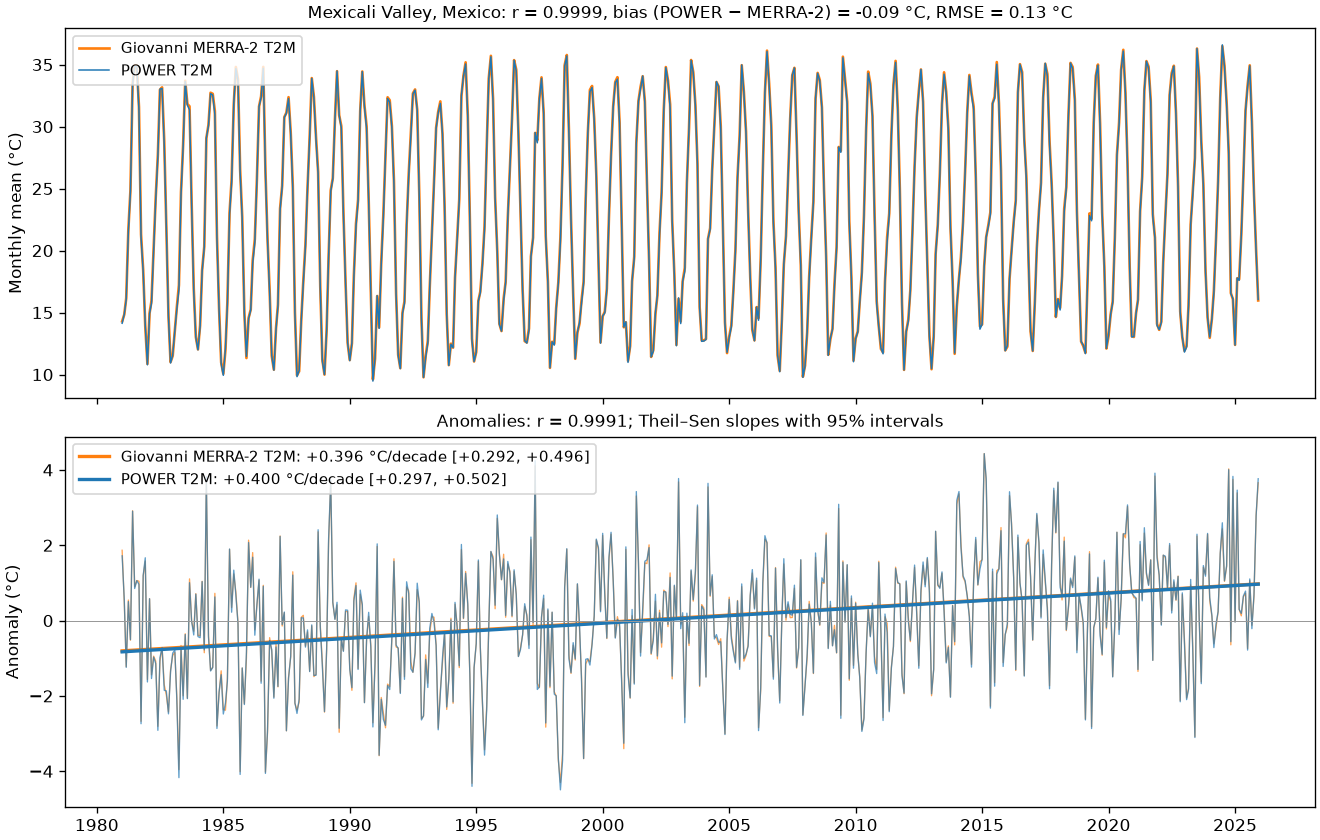 Mexicali Valley, Mexico: r = 0.9999, bias (POWER − MERRA-2) = -0.09 °C, RMSE = 0.13 °C
Giovanni MERRA-2 T2M
POWER T2M
Monthly mean (°C)
35
30
25
20
15
10
Anomalies: r = 0.9991; Theil–Sen slopes with 95% intervals
Giovanni MERRA-2 T2M: +0.396 °C/decade [+0.292, +0.496]
POWER T2M: +0.400 °C/decade [+0.297, +0.502]
Anomaly (°C)
4
2
0
−2
−4
1980 1985 1990 1995 2000 2005 2010 2015 2020 2025